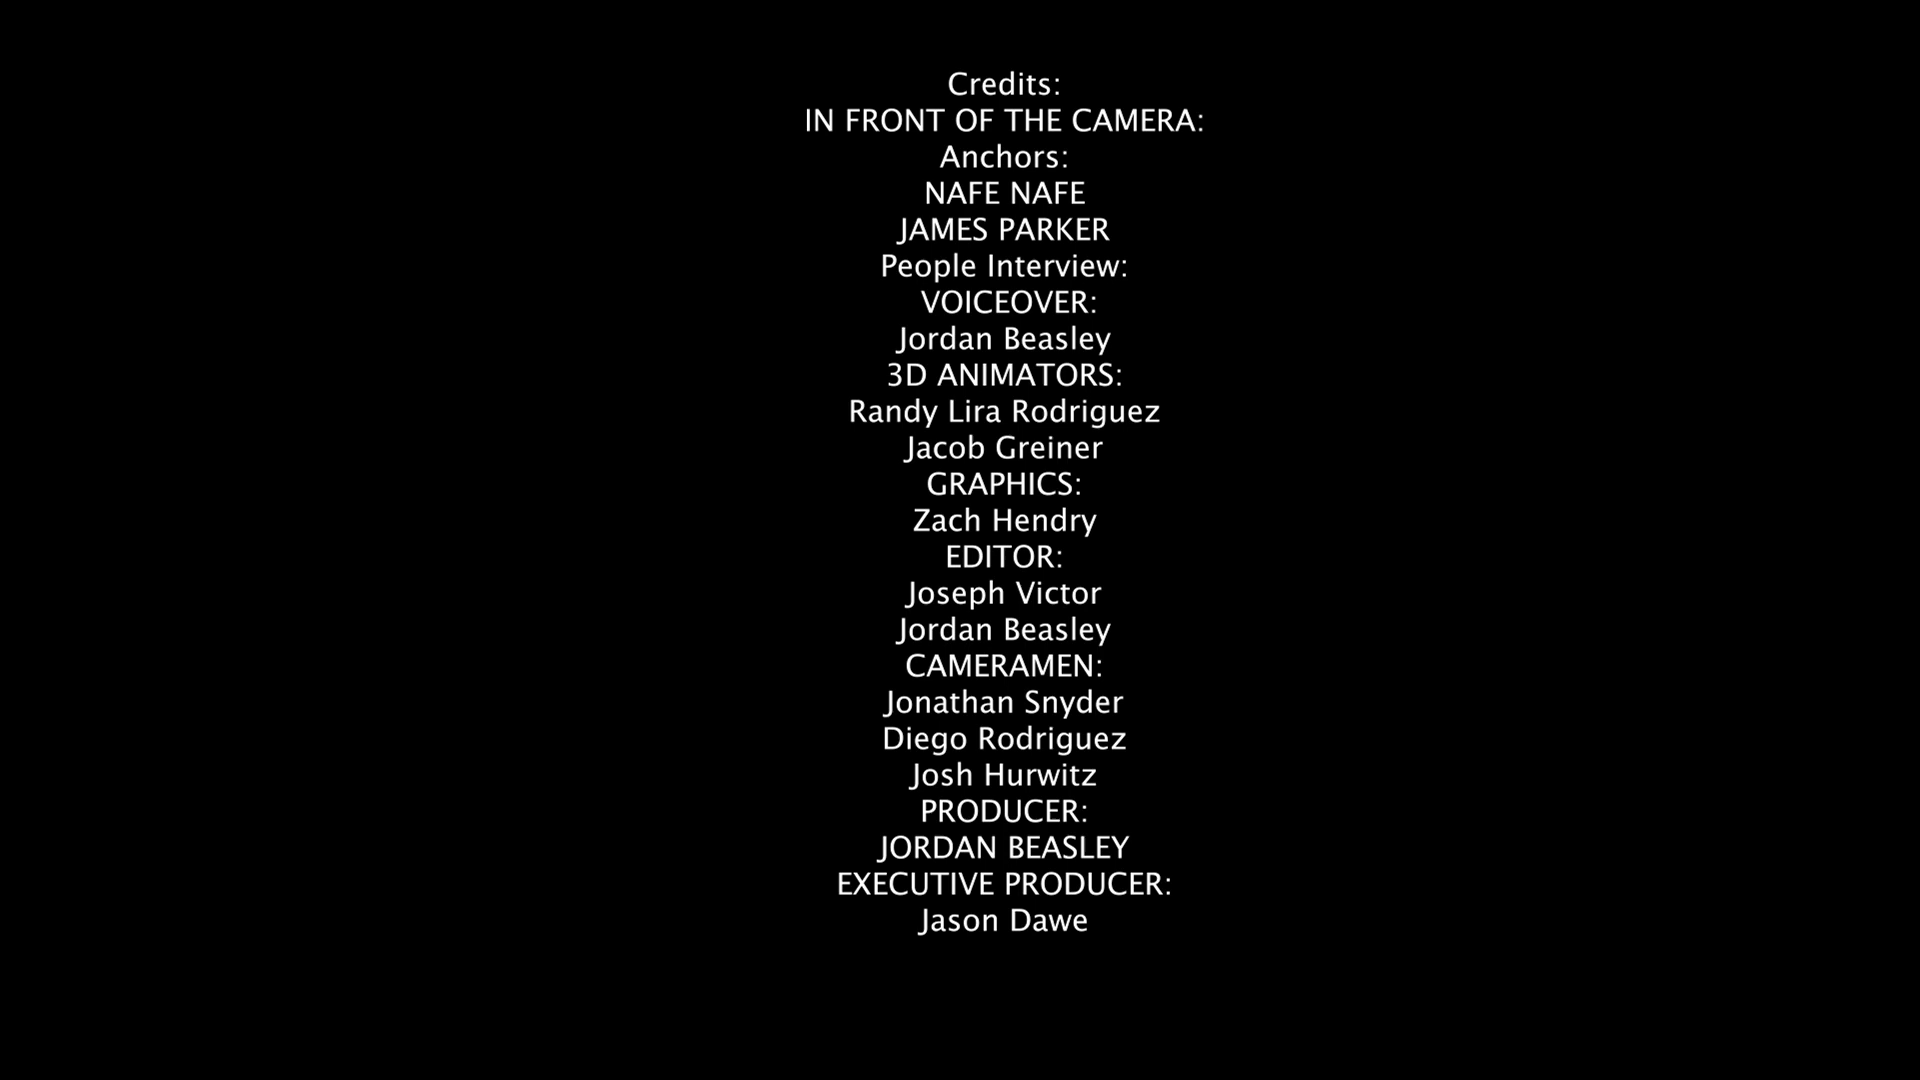 Credits:
IN FRONT OF THE CAMERA:
Anchors:
NAFE NAFE
JAMES PARKER
People Interview:
VOICEOVER:
Jordan Beasley
3D ANIMATORS:
Randy Lira Rodriguez
Jacob Greiner
GRAPHICS:
Zach Hendry
EDITOR:
Joseph Victor
Jordan Beasley
CAMERAMEN:
Jonathan Snyder
Diego Rodriguez
Josh Hurwitz
PRODUCER:
JORDAN BEASLEY
EXECUTIVE PRODUCER:
Jason Dawe